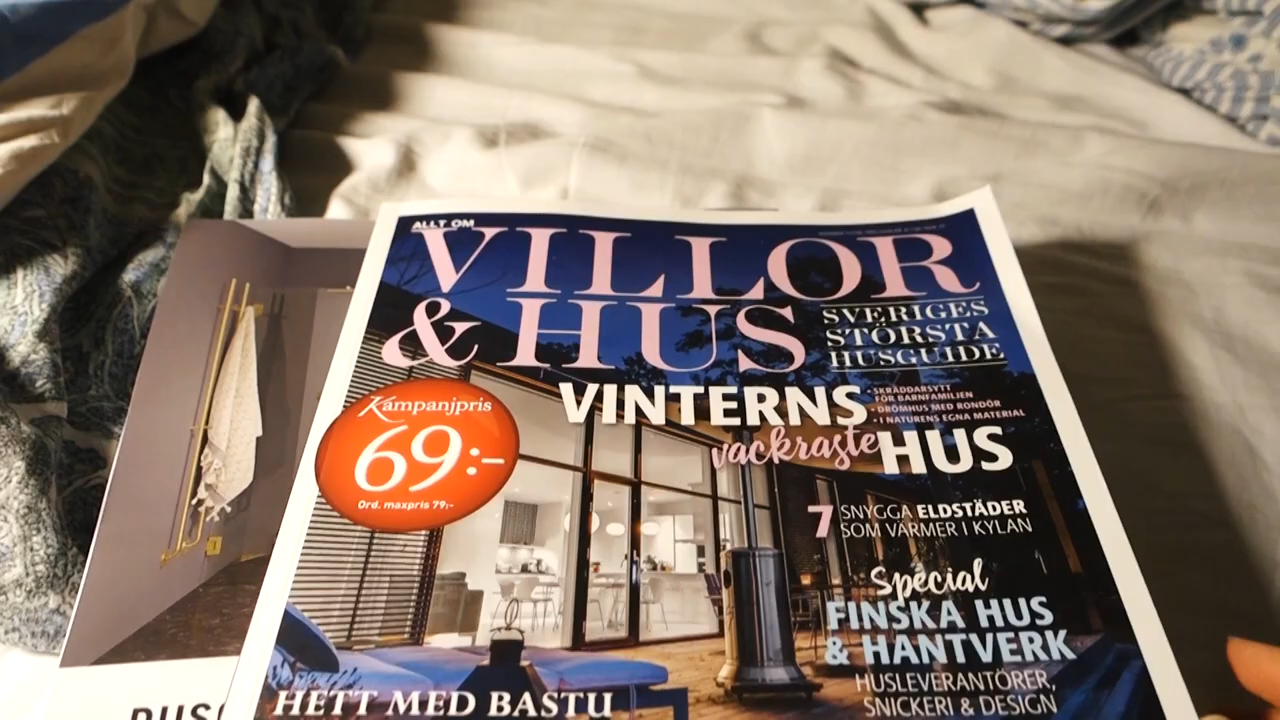 ALLT OM
VILLOR
& HUS
SVERIGES
STÖRSTA
HUSGUIDE
VINTERNS
vackraste HUS
• SKRÄDDARSYTT
FÖR BARNFAMILJEN
• DRÖMHUS MED RONDÖR
• I NATURENS EGNA MATERIAL
Kampanjpris
69:-
Ord. maxpris 79:-
7 SNYGGA ELDSTÄDER
SOM VÄRMER I KYLAN
Special
FINSKA HUS
& HANTVERK
HUSLEVERANTÖRER,
SNICKERI & DESIGN
HETT MED BASTU